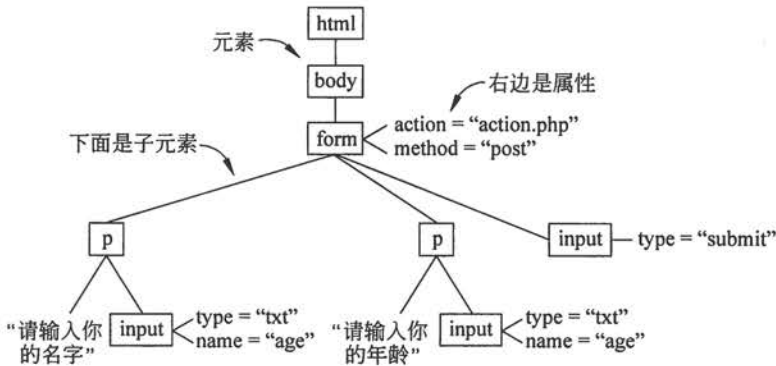 html
元素
body
右边是属性
form
action = “action.php”
method = “post”
下面是子元素
p
p
input
type = “submit”
“请输入你
的名字”
input
type = “txt”
name = “age”
“请输入你
的年龄”
input
type = “txt”
name = “age”